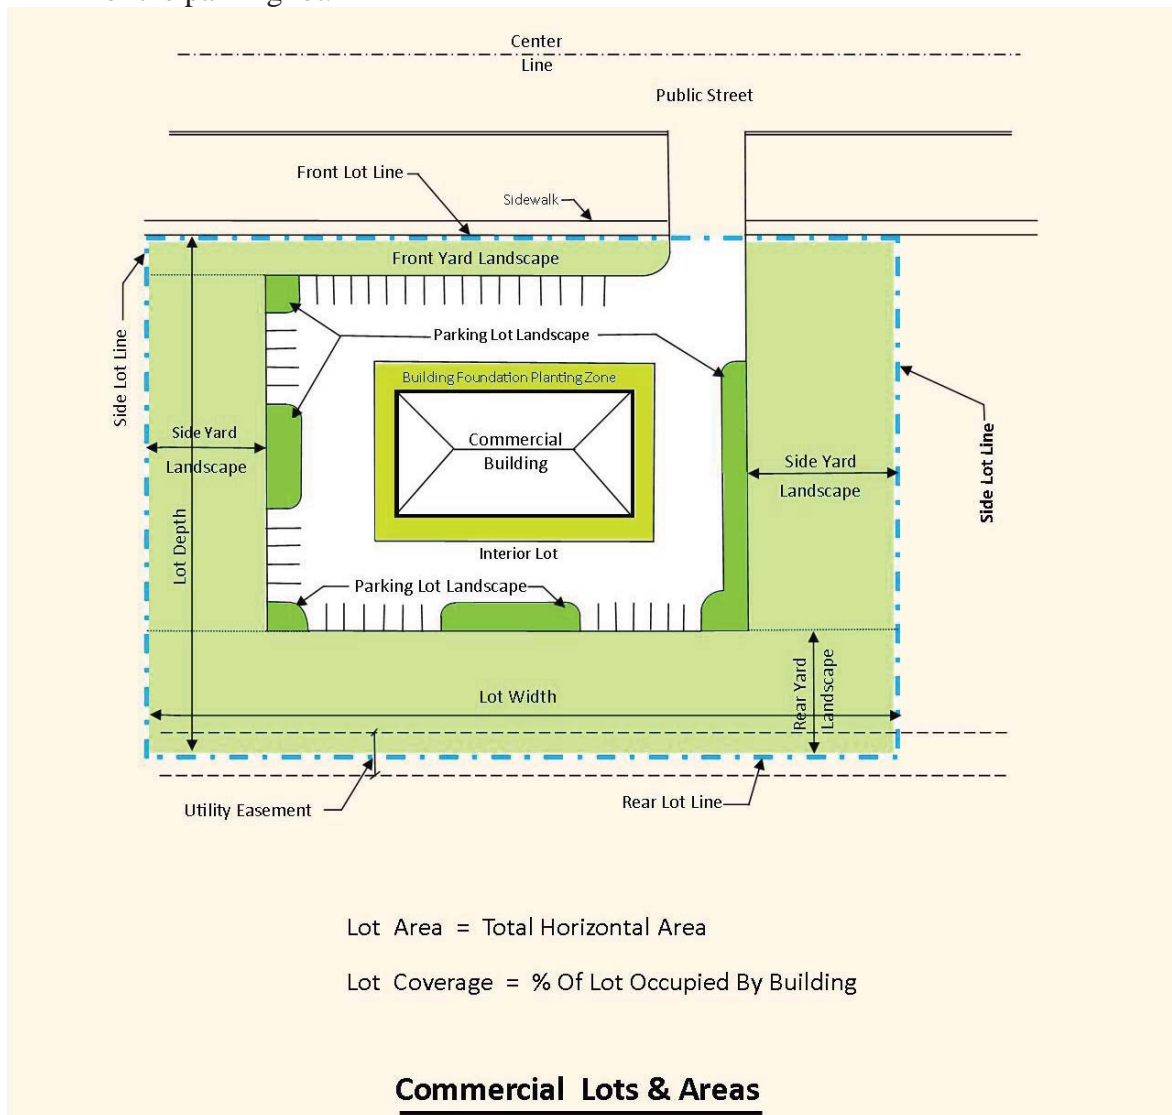 Center
Line
Public Street
Front Lot Line
Sidewalk
Front Yard Landscape
Side Lot Line
Parking Lot Landscape
Building Foundation Planting Zone
Side Yard
Landscape
Commercial
Building
Side Yard
Landscape
Side Lot Line
Lot Depth
Interior Lot
Parking Lot Landscape
Rear Yard
Landscape
Lot Width
Utility Easement
Rear Lot Line
Lot Area = Total Horizontal Area
Lot Coverage = % Of Lot Occupied By Building
Commercial Lots & Areas